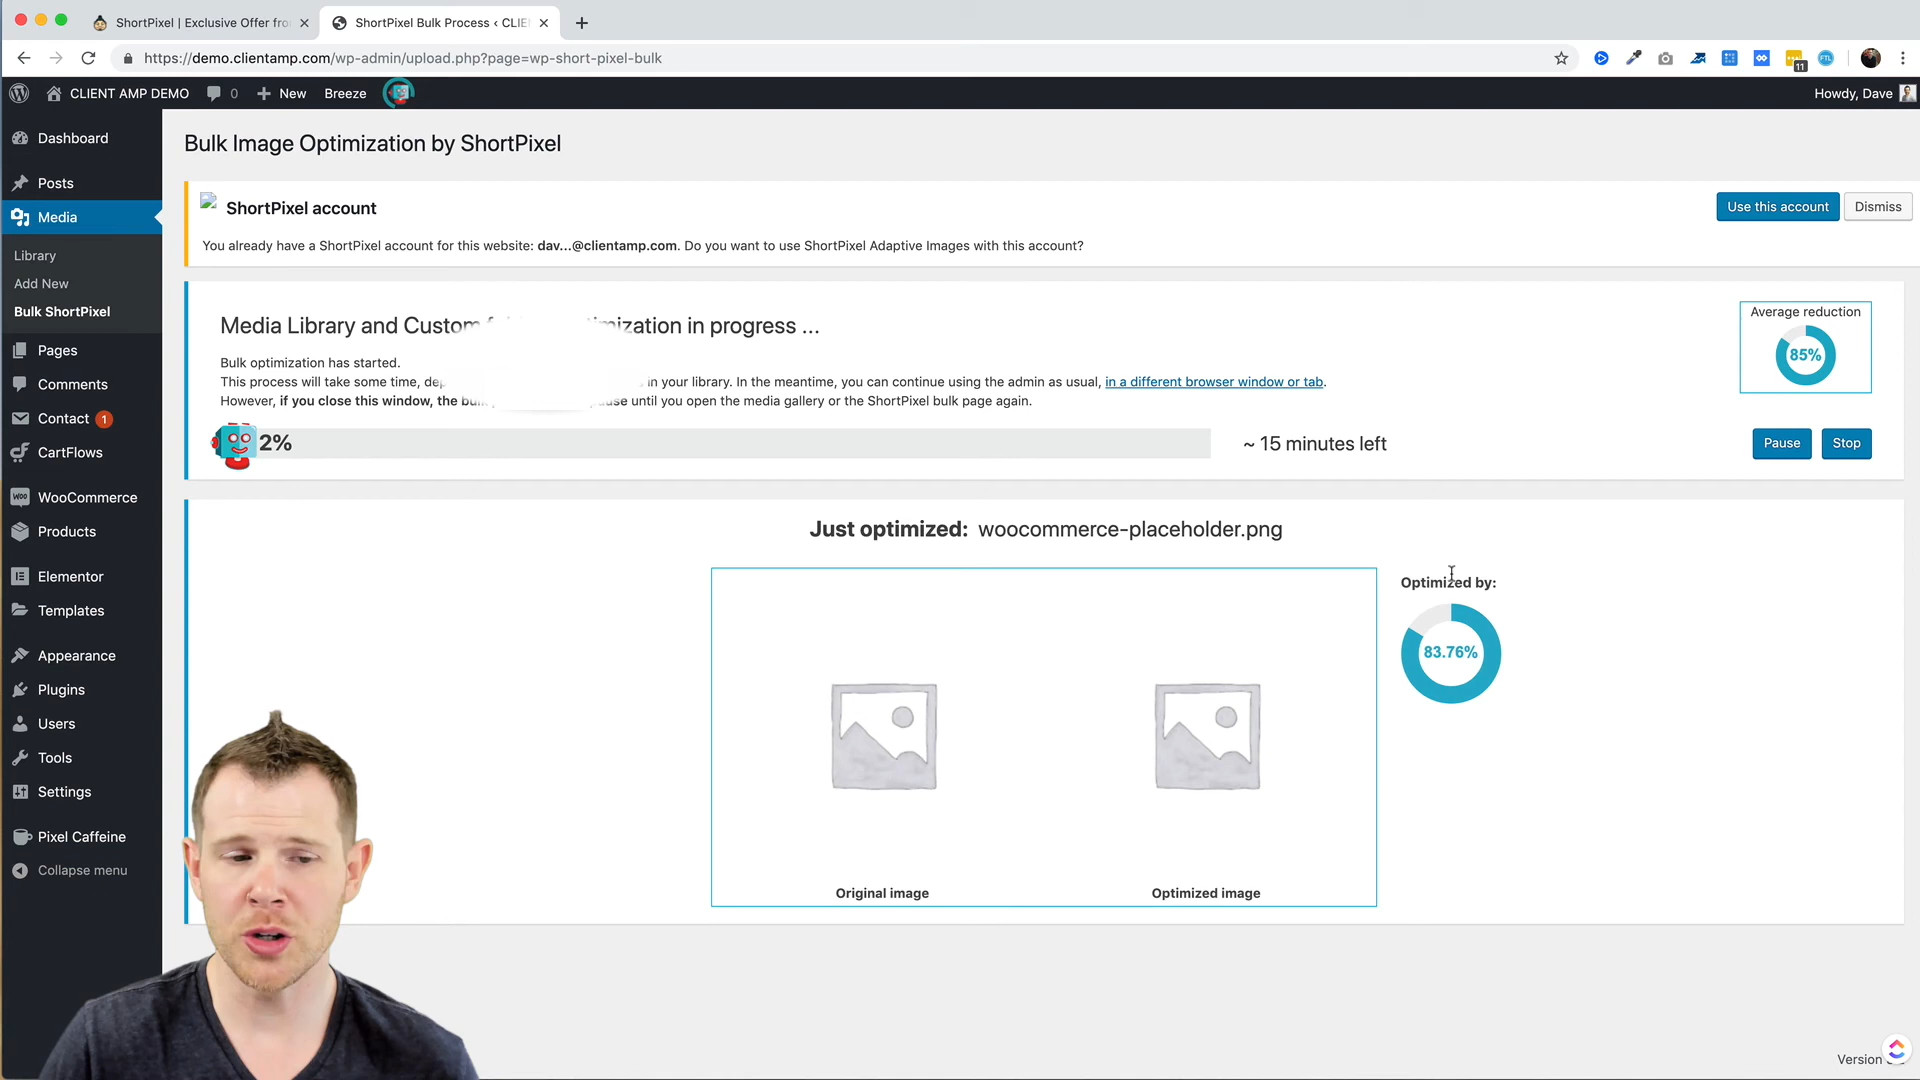 ShortPixel | Exclusive Offer fro
ShortPixel Bulk Process ‹ CLIE
https://demo.clientamp.com/wp-admin/upload.php?page=wp-short-pixel-bulk
11
FTL
CLIENT AMP DEMO
0
New
Breeze
Howdy, Dave
Dashboard
Posts
Media
Library
Add New
Bulk ShortPixel
Pages
Comments
Contact 1
CartFlows
WooCommerce
Products
Elementor
Templates
Appearance
Plugins
Users
Tools
Settings
Pixel Caffeine
Collapse menu
Bulk Image Optimization by ShortPixel
ShortPixel account
Use this account
Dismiss
You already have a ShortPixel account for this website: dav...@clientamp.com. Do you want to use ShortPixel Adaptive Images with this account?
Media Library and Custom imization in progress ...
Average reduction
85%
Bulk optimization has started.
This process will take some time, in your library. In the meantime, you can continue using the admin as usual, in a different browser window or tab.
However, if you close this window, the until you open the media gallery or the ShortPixel bulk page again.
2%
~ 15 minutes left
Pause
Stop
Just optimized: woocommerce-placeholder.png
Optimized by:
83.76%
Original image
Optimized image
Version